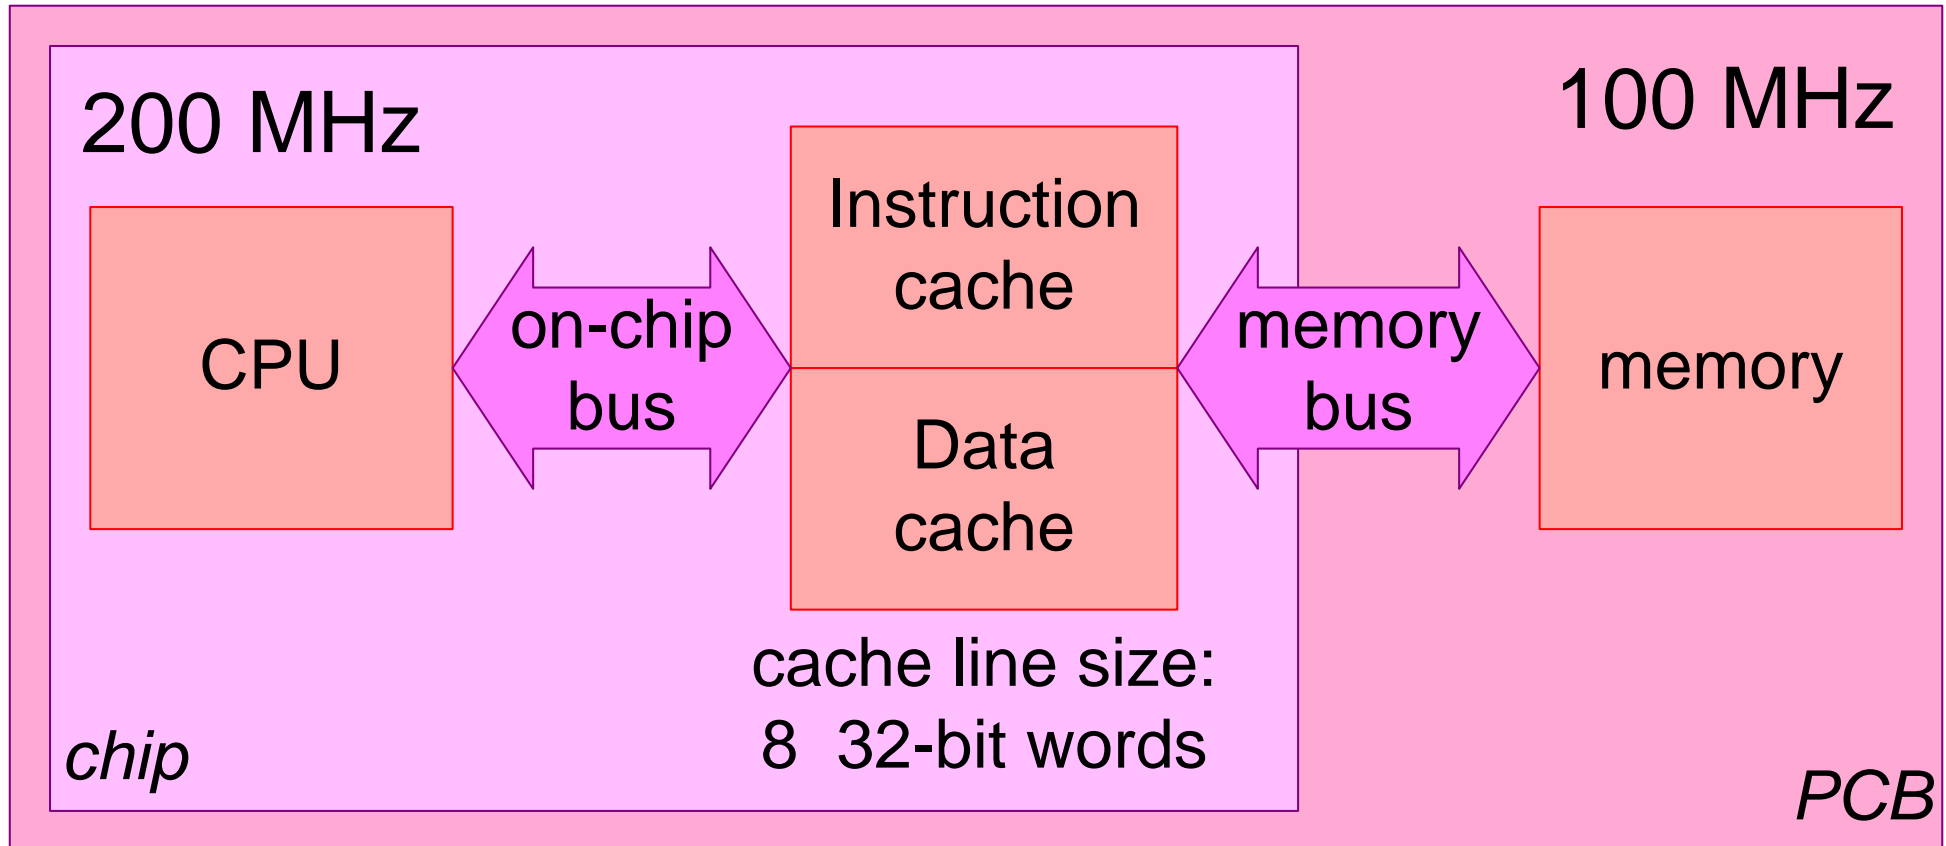 200 MHz
100 MHz
CPU
on-chip
bus
Instruction
cache
Data
cache
memory
bus
memory
cache line size:
8  32-bit words
chip
PCB